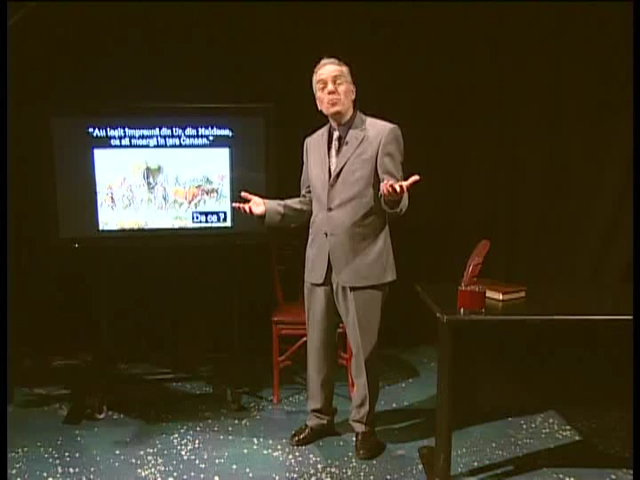 "Au ieşit împreună din Ur, din Haldeea,
ca să meargă în ţara Canaan."
De ce ?